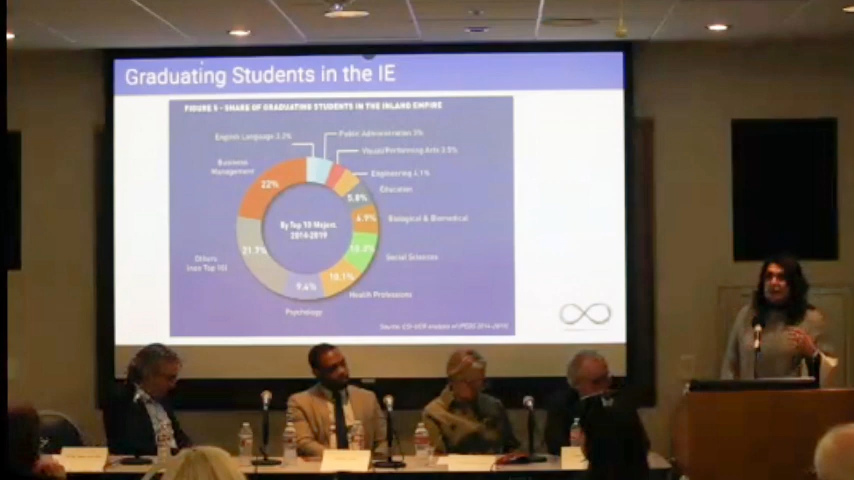 Graduating Students in the IE
FIGURE 5 - SHARE OF GRADUATING STUDENTS IN THE INLAND EMPIRE
English Language 3.2%
Public Administration 3%
Visual/Performing Arts 3.5%
Engineering 4.1%
Business
Management
22%
Education
5.8%
6.9%
Biological & Biomedical
By Top 10 Majors,
2014-2019
21.7%
10.2%
Social Sciences
Others
(non Top 10)
10.1%
9.4%
Health Professions
Psychology